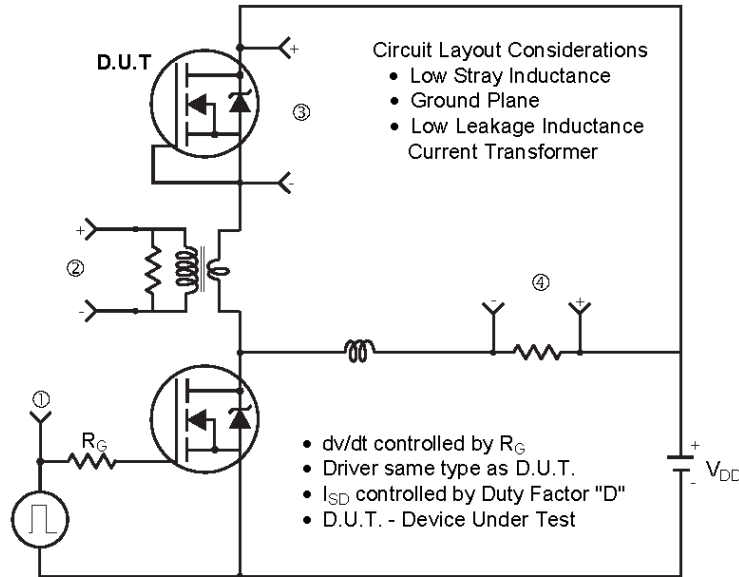 D.U.T
+
③
-
Circuit Layout Considerations
• Low Stray Inductance
• Ground Plane
• Low Leakage Inductance
Current Transformer
+
②
-
④
- +
①
R_G
• dv/dt controlled by R_G
• Driver same type as D.U.T.
• I_SD controlled by Duty Factor "D"
• D.U.T. - Device Under Test
+
V_DD
-